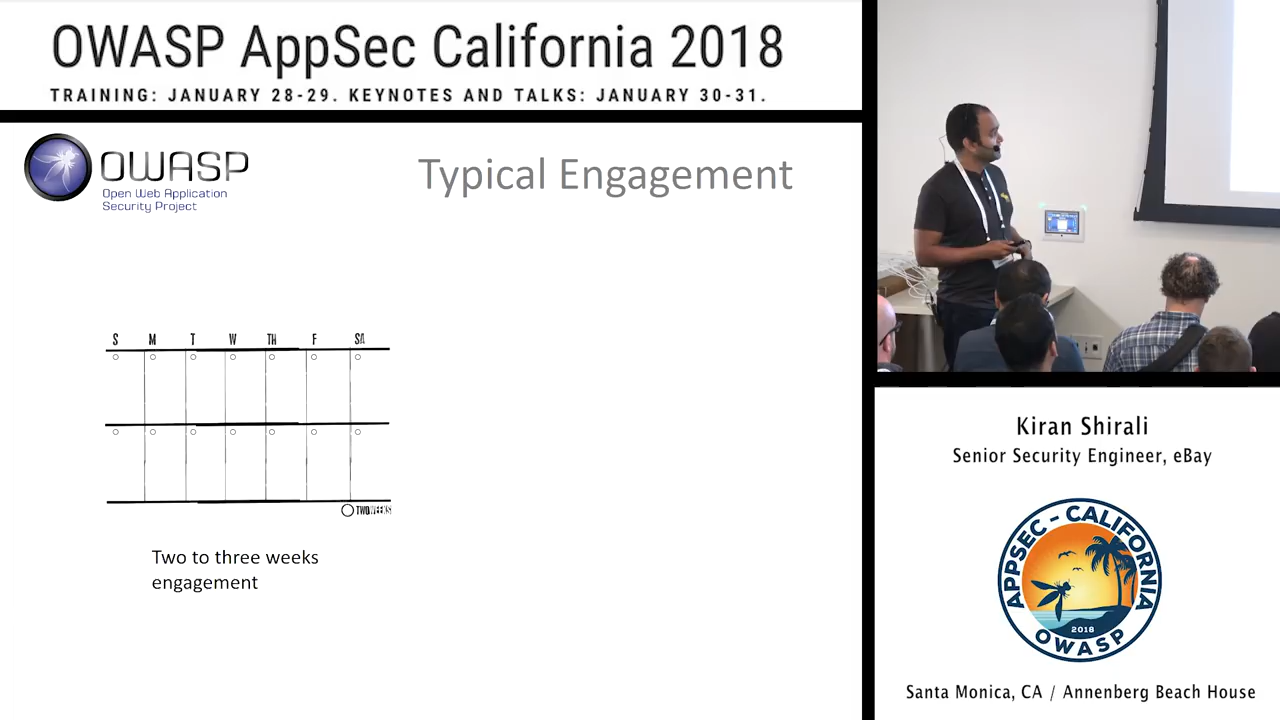 OWASP AppSec California 2018
TRAINING: JANUARY 28-29. KEYNOTES AND TALKS: JANUARY 30-31.
OWASP
Open Web Application
Security Project
Typical Engagement
S M T W TH F SA
TWOWEEKS
Two to three weeks
engagement
Kiran Shirali
Senior Security Engineer, eBay
APPSEC - CALIFORNIA
2018
OWASP
Santa Monica, CA / Annenberg Beach House